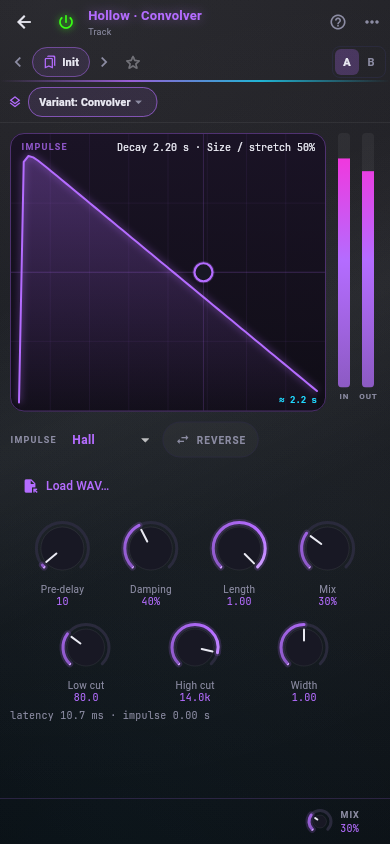 Hollow · Convolver
Track
Init
A B
Variant: Convolver
IMPULSE Decay 2.20 s · Size / stretch 50%
≈ 2.2 s
IN OUT
IMPULSE Hall REVERSE
Load WAV…
Pre-delay Damping Length Mix
10 40% 1.00 30%
Low cut High cut Width
80.0 14.0k 1.00
latency 10.7 ms · impulse 0.00 s
MIX
30%